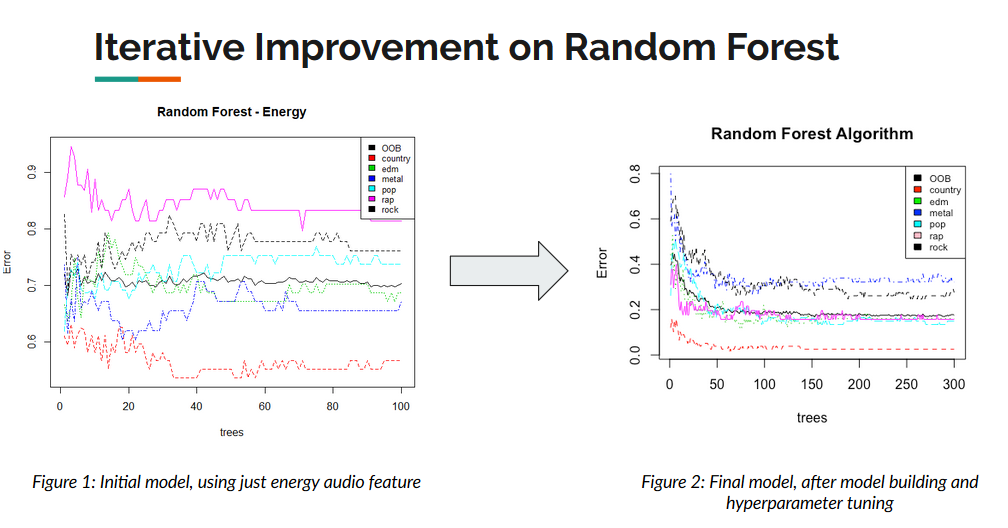 Iterative Improvement on Random Forest
Random Forest - Energy
Error
0.9
0.8
0.7
0.6
OOB
country
edm
metal
pop
rap
rock
0 20 40 60 80 100
trees
Figure 1: Initial model, using just energy audio feature
Random Forest Algorithm
Error
0.8
0.6
0.4
0.2
0.0
OOB
country
edm
metal
pop
rap
rock
0 50 100 150 200 250 300
trees
Figure 2: Final model, after model building and
hyperparameter tuning